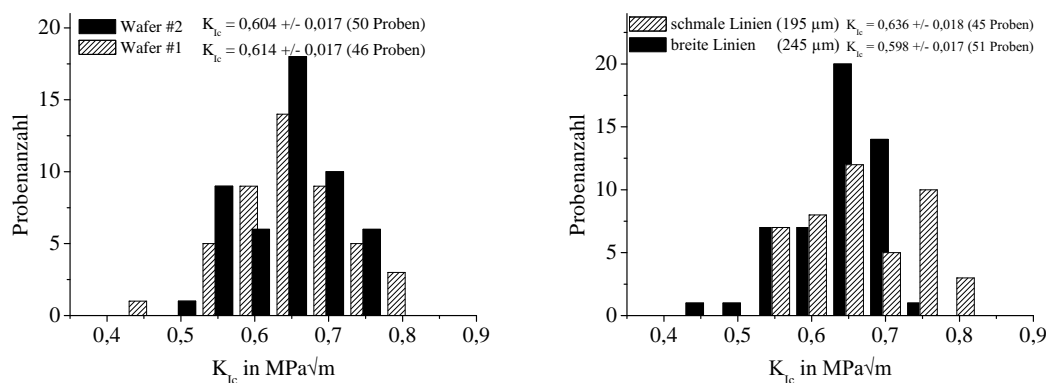 Wafer #2 K_Ic = 0,604 +/- 0,017 (50 Proben)
Wafer #1 K_Ic = 0,614 +/- 0,017 (46 Proben)
20
15
10
5
0
Probenanzahl
0,4 0,5 0,6 0,7 0,8 0,9
K_Ic in MPa√m
schmale Linien (195 µm) K_Ic = 0,636 +/- 0,018 (45 Proben)
breite Linien (245 µm) K_Ic = 0,598 +/- 0,017 (51 Proben)
20
15
10
5
0
Probenanzahl
0,4 0,5 0,6 0,7 0,8 0,9
K_Ic in MPa√m